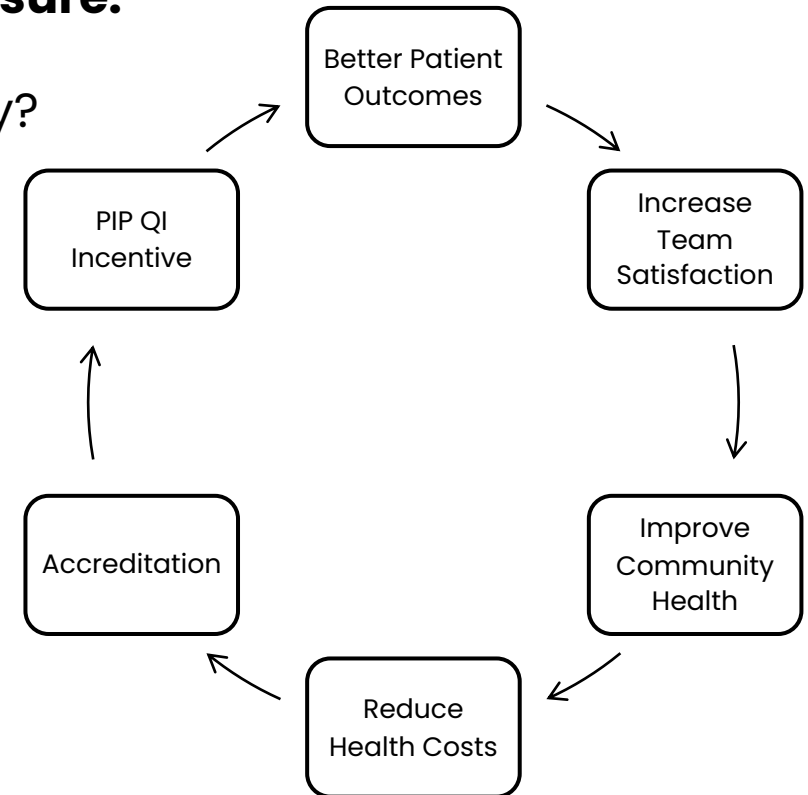 sure.
y?
Better Patient
Outcomes
Increase
Team
Satisfaction
Improve
Community
Health
Reduce
Health Costs
Accreditation
PIP QI
Incentive